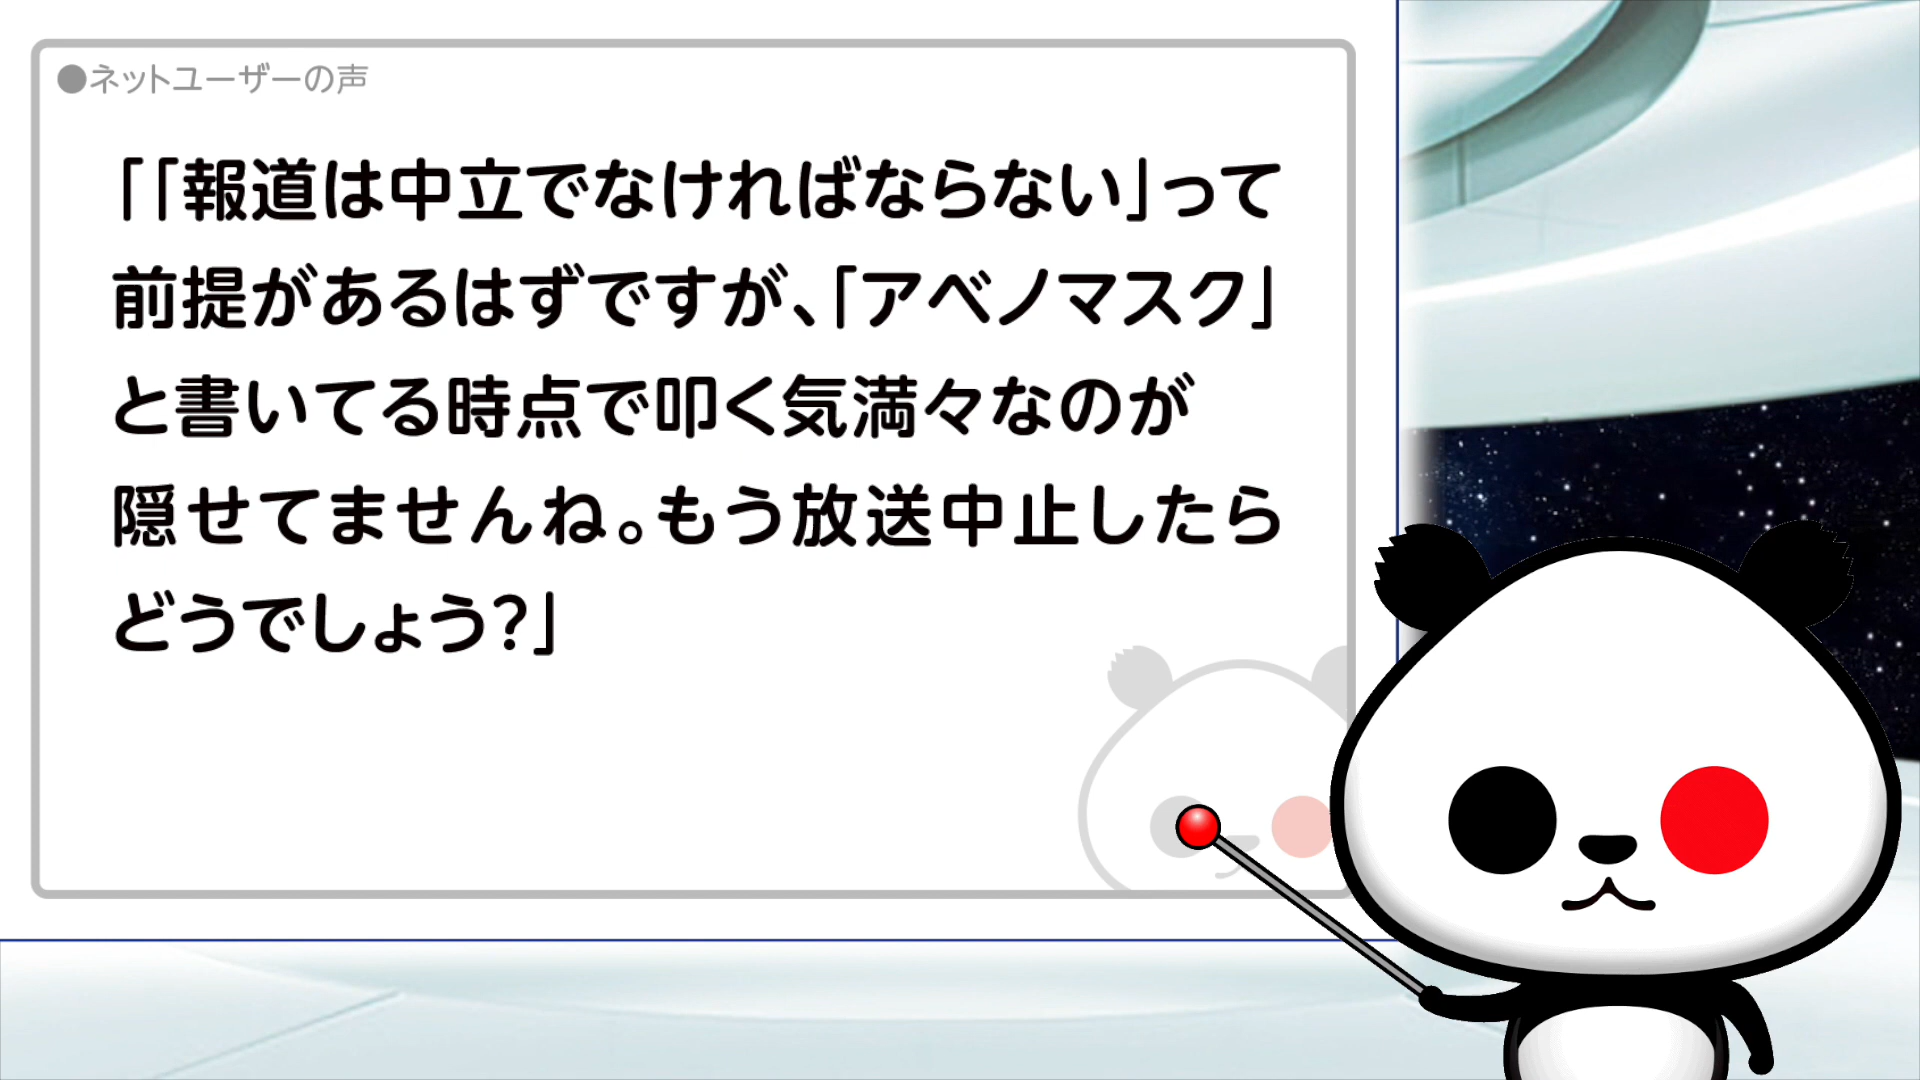 ●ネットユーザーの声
「「報道は中立でなければならない」って
前提があるはずですが、「アベノマスク」
と書いてる時点で叩く気満々なのが
隠せてませんね。もう放送中止したら
どうでしょう?」